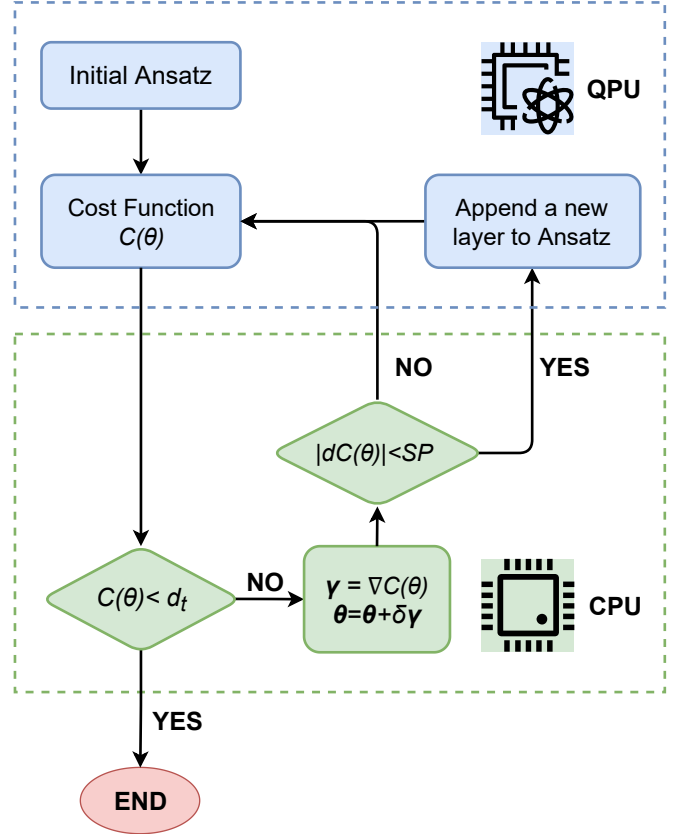 Initial Ansatz
QPU
Cost Function
C(θ)
Append a new
layer to Ansatz
NO
YES
|dC(θ)|<SP
C(θ)< dₜ
NO
γ = ∇C(θ)
θ=θ+δγ
CPU
YES
END